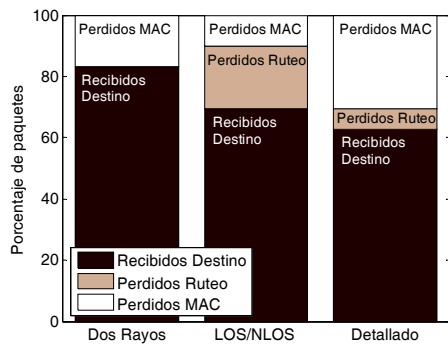 100
80
60
40
20
0
Porcentaje de paquetes
Perdidos MAC
Recibidos
Destino
Perdidos MAC
Perdidos Ruteo
Recibidos
Destino
Perdidos MAC
Perdidos Ruteo
Recibidos
Destino
Recibidos Destino
Perdidos Ruteo
Perdidos MAC
Dos Rayos
LOS/NLOS
Detallado